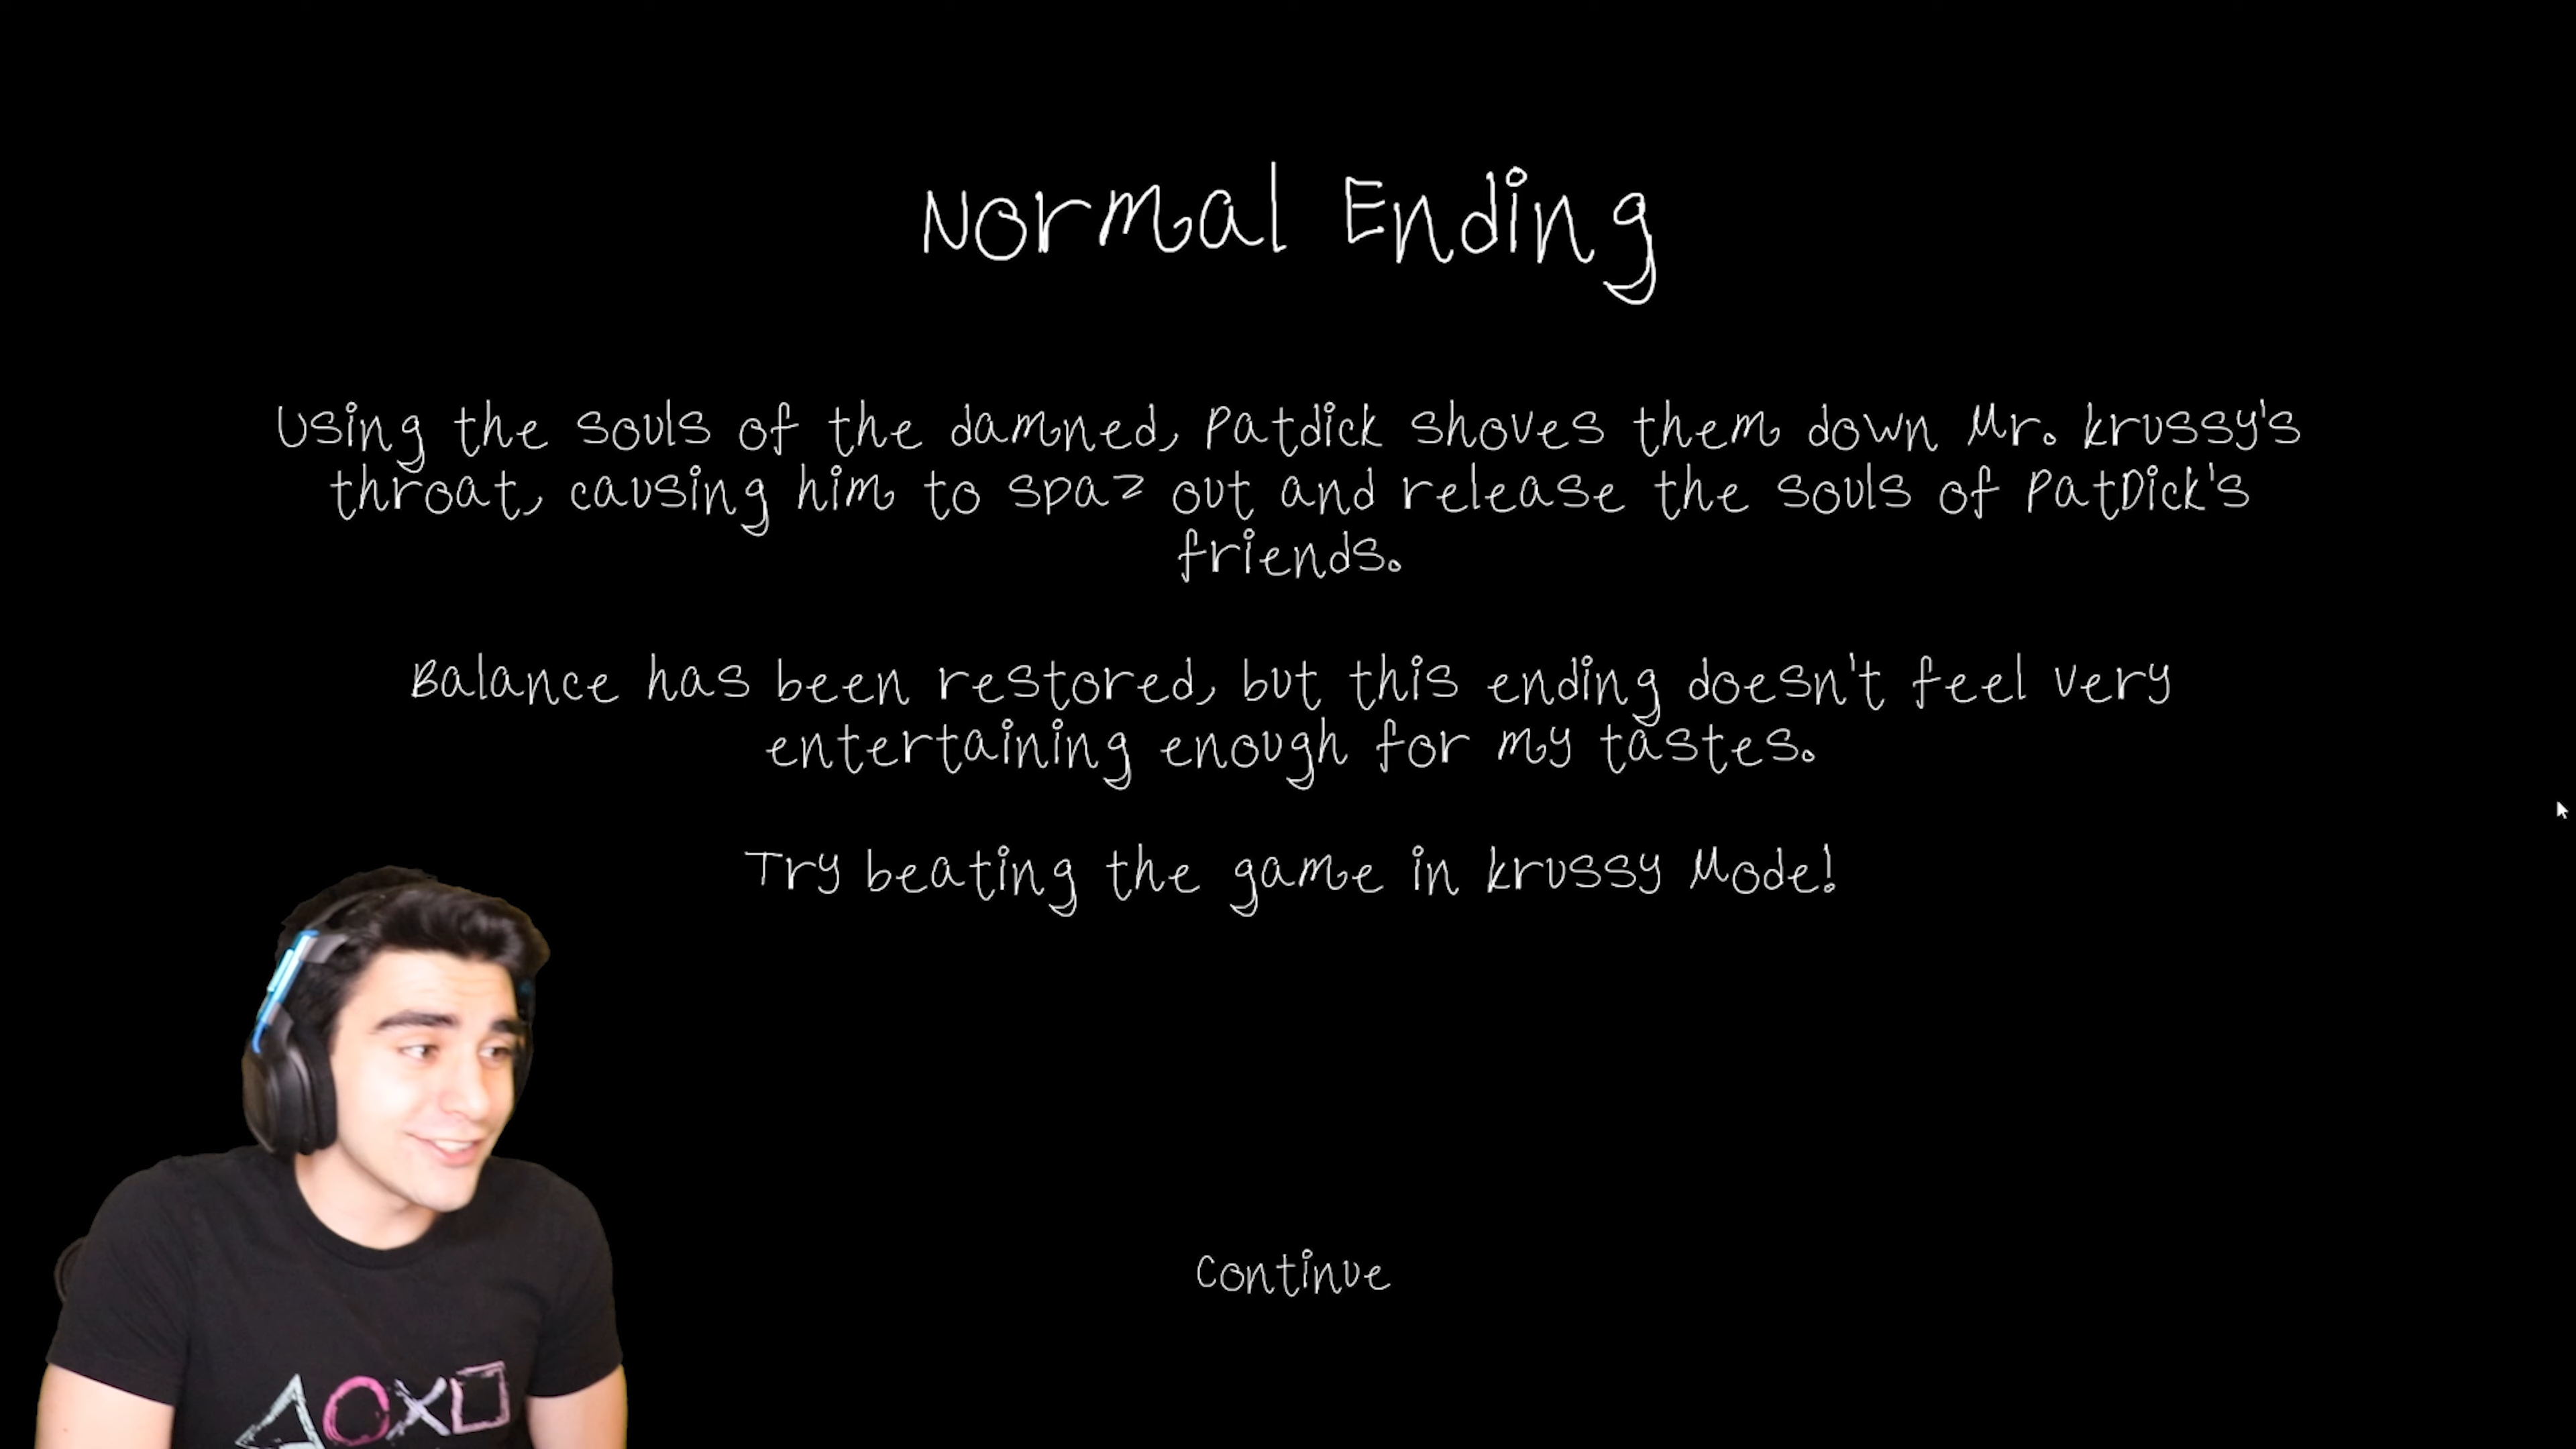 Normal Ending
Using the souls of the damned, Patdick shoves them down Mr. Krussy's
throat, causing him to spaz out and release the souls of PatDick's
friends.
Balance has been restored, but this ending doesn't feel very
entertaining enough for my tastes.
Try beating the game in Krussy Mode!
Continue